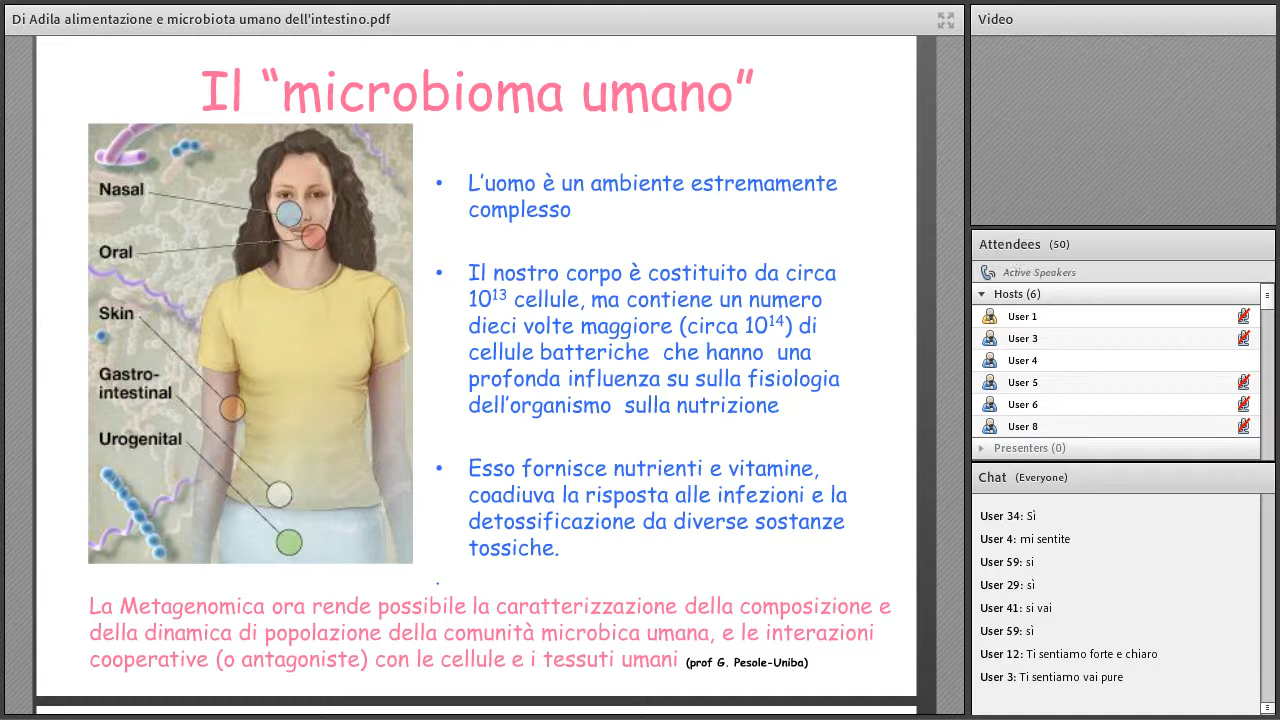 Di Adila alimentazione e microbiota umano dell'intestino.pdf
Il “microbioma umano”
Nasal
Oral
Skin
Gastro-
intestinal
Urogenital
• L’uomo è un ambiente estremamente
complesso
• Il nostro corpo è costituito da circa
10¹³ cellule, ma contiene un numero
dieci volte maggiore (circa 10¹⁴) di
cellule batteriche che hanno una
profonda influenza su sulla fisiologia
dell’organismo sulla nutrizione
• Esso fornisce nutrienti e vitamine,
coadiuva la risposta alle infezioni e la
detossificazione da diverse sostanze
tossiche.
La Metagenomica ora rende possibile la caratterizzazione della composizione e
della dinamica di popolazione della comunità microbica umana, e le interazioni
cooperative (o antagoniste) con le cellule e i tessuti umani (prof G. Pesole-Uniba)
Video
Attendees (50)
Active Speakers
Hosts (6)
User 1
User 3
User 4
User 5
User 6
User 8
Presenters (0)
Chat (Everyone)
User 34: Sì
User 4: mi sentite
User 59: si
User 29: sì
User 41: si vai
User 59: sì
User 12: Ti sentiamo forte e chiaro
User 3: Ti sentiamo vai pure